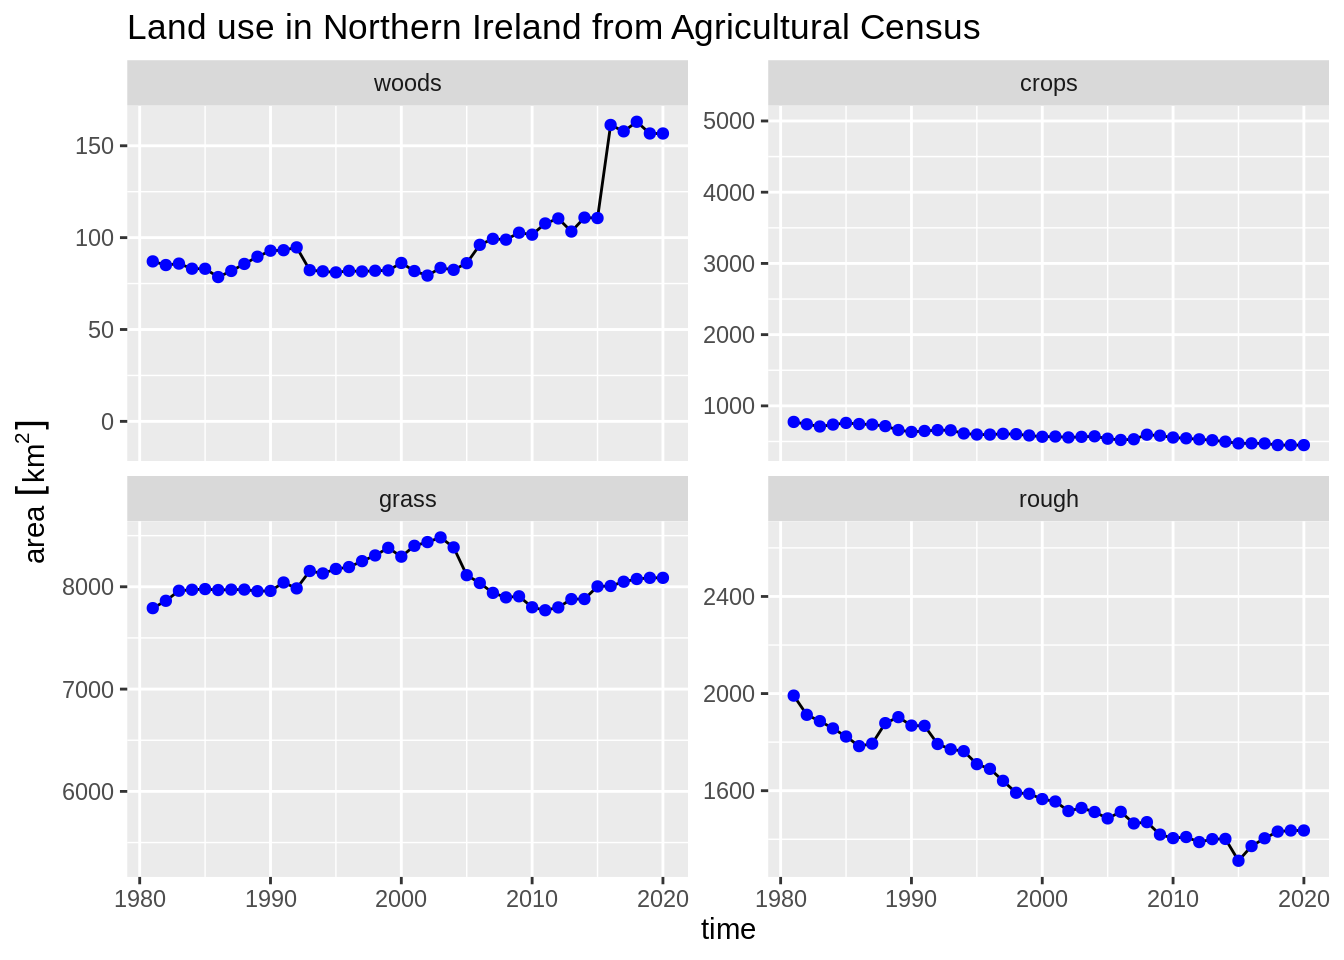 Land use in Northern Ireland from Agricultural Census
woods
crops
150
100
50
0
5000
4000
3000
2000
1000
area [km²]
grass
rough
8000
7000
6000
2400
2000
1600
1980 1990 2000 2010 2020
1980 1990 2000 2010 2020
time